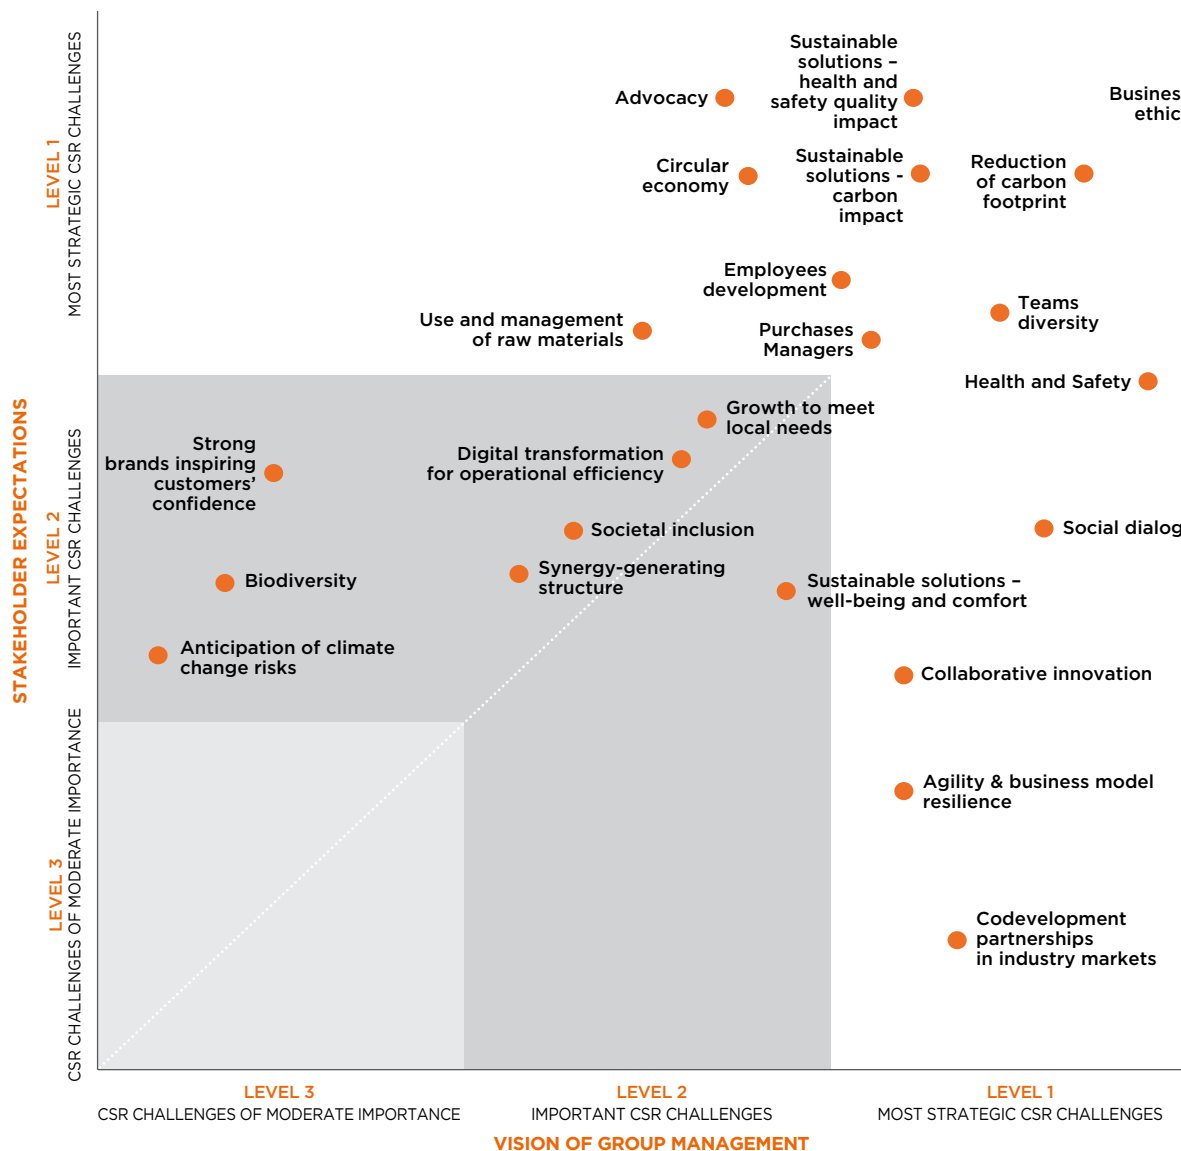 Sustainable
solutions –
health and
safety quality
impact
Advocacy
Busines
ethic
Circular
economy
Sustainable
solutions -
carbon
impact
Reduction
of carbon
footprint
Employees
development
Teams
diversity
Use and management
of raw materials
Purchases
Managers
Health and Safety
Growth to meet
local needs
Strong
brands inspiring
customers’
confidence
Digital transformation
for operational efficiency
Societal inclusion
Social dialog
Biodiversity
Synergy-generating
structure
Sustainable solutions –
well-being and comfort
Anticipation of climate
change risks
Collaborative innovation
Agility & business model
resilience
Codevelopment
partnerships
in industry markets
STAKEHOLDER EXPECTATIONS
LEVEL 1
MOST STRATEGIC CSR CHALLENGES
LEVEL 2
IMPORTANT CSR CHALLENGES
LEVEL 3
CSR CHALLENGES OF MODERATE IMPORTANCE
LEVEL 3
CSR CHALLENGES OF MODERATE IMPORTANCE
LEVEL 2
IMPORTANT CSR CHALLENGES
LEVEL 1
MOST STRATEGIC CSR CHALLENGES
VISION OF GROUP MANAGEMENT